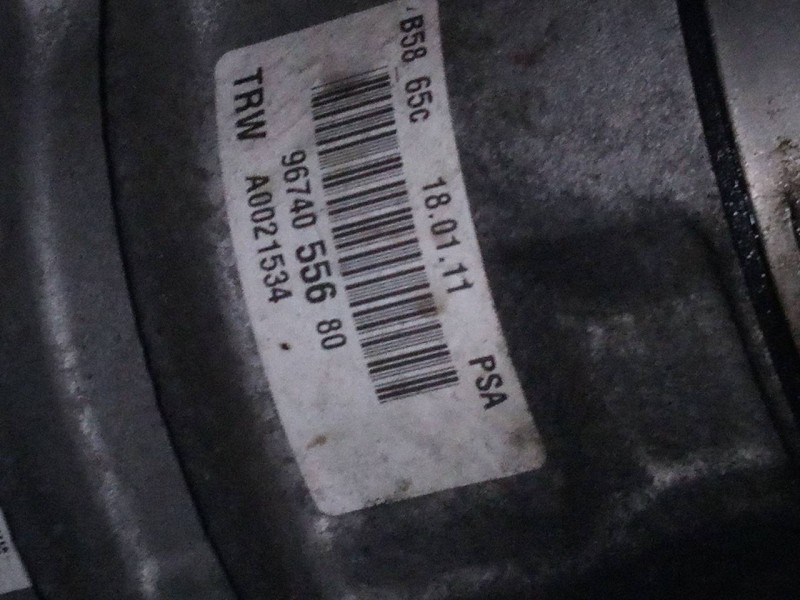 B58 65c 18.01.11 PSA
96740 556 80
TRW A0021534